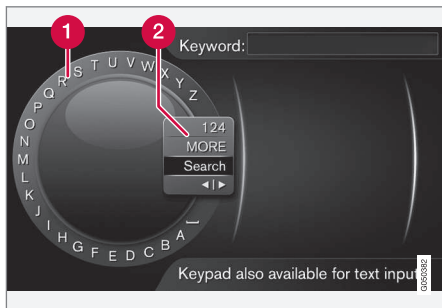 1
2
Keyword:
A B C D E F G H I J K L M N O P Q R S T U V W X Y Z
124
MORE
Search
◄|►
Keypad also available for text input
G050382